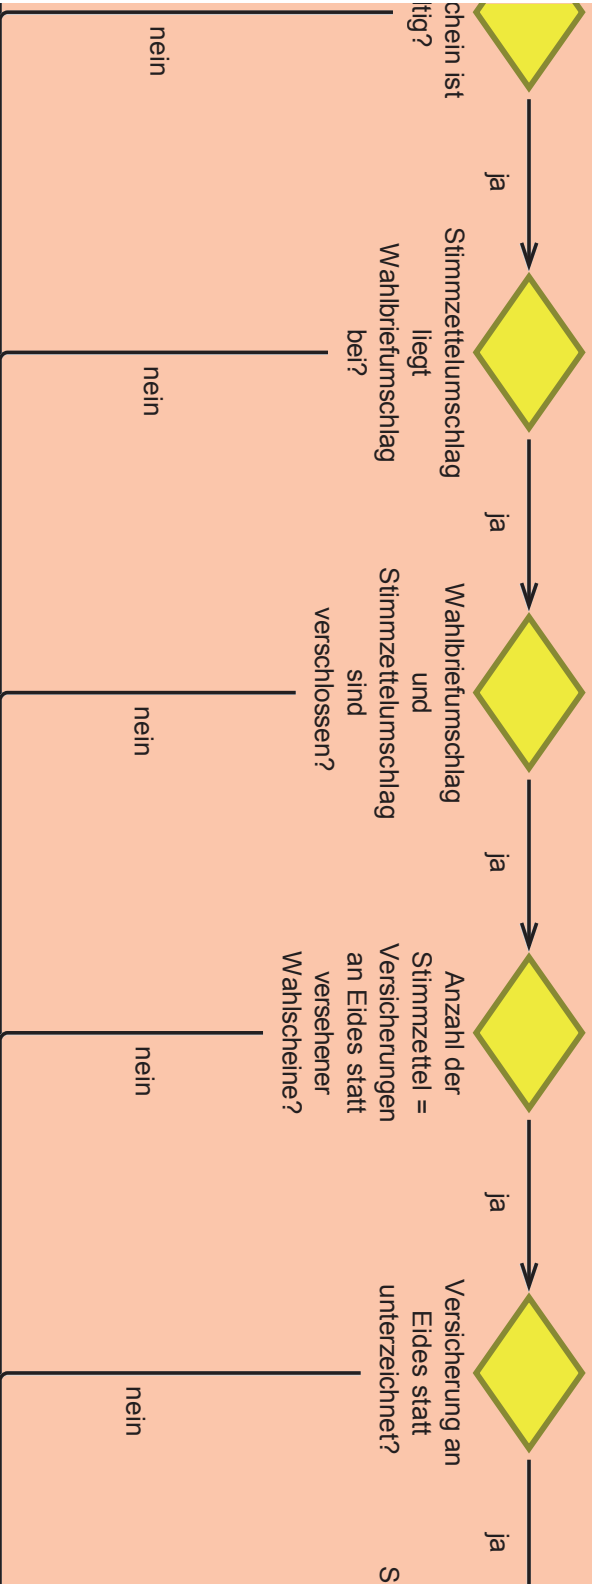 chein ist
ltig?
nein
ja
Stimmzettelumschlag
liegt
Wahlbriefumschlag
bei?
nein
ja
Wahlbriefumschlag
und
Stimmzettelumschlag
sind
verschlossen?
nein
ja
Anzahl der
Stimmzettel =
Versicherungen
an Eides statt
versehener
Wahlscheine?
nein
ja
Versicherung an
Eides statt
unterzeichnet?
nein
ja
S